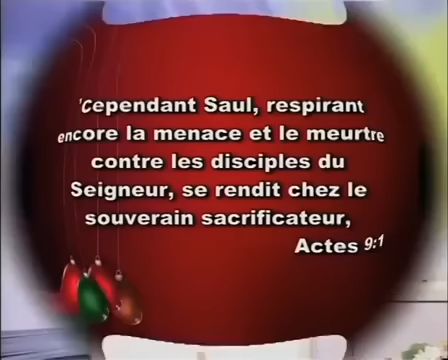 'Cependant Saul, respirant
encore la menace et le meurtre
contre les disciples du
Seigneur, se rendit chez le
souverain sacrificateur,
Actes 9:1